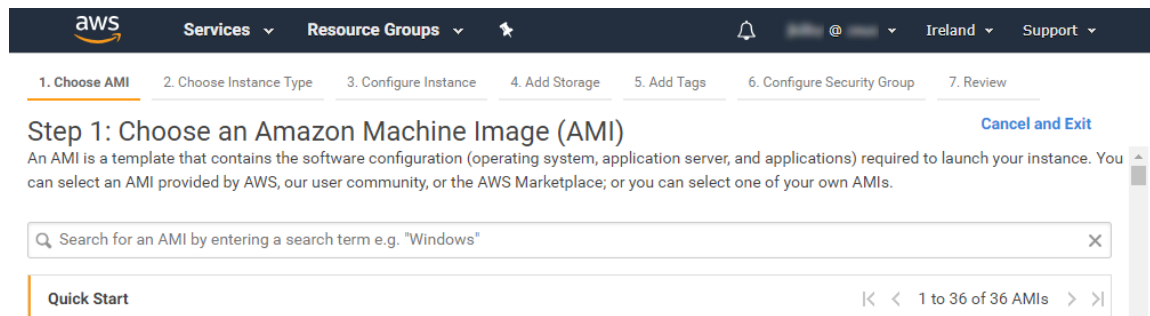 aws Services Resource Groups @ Ireland Support
1. Choose AMI 2. Choose Instance Type 3. Configure Instance 4. Add Storage 5. Add Tags 6. Configure Security Group 7. Review
Step 1: Choose an Amazon Machine Image (AMI) Cancel and Exit
An AMI is a template that contains the software configuration (operating system, application server, and applications) required to launch your instance. You
can select an AMI provided by AWS, our user community, or the AWS Marketplace; or you can select one of your own AMIs.
Search for an AMI by entering a search term e.g. "Windows"
Quick Start 1 to 36 of 36 AMIs